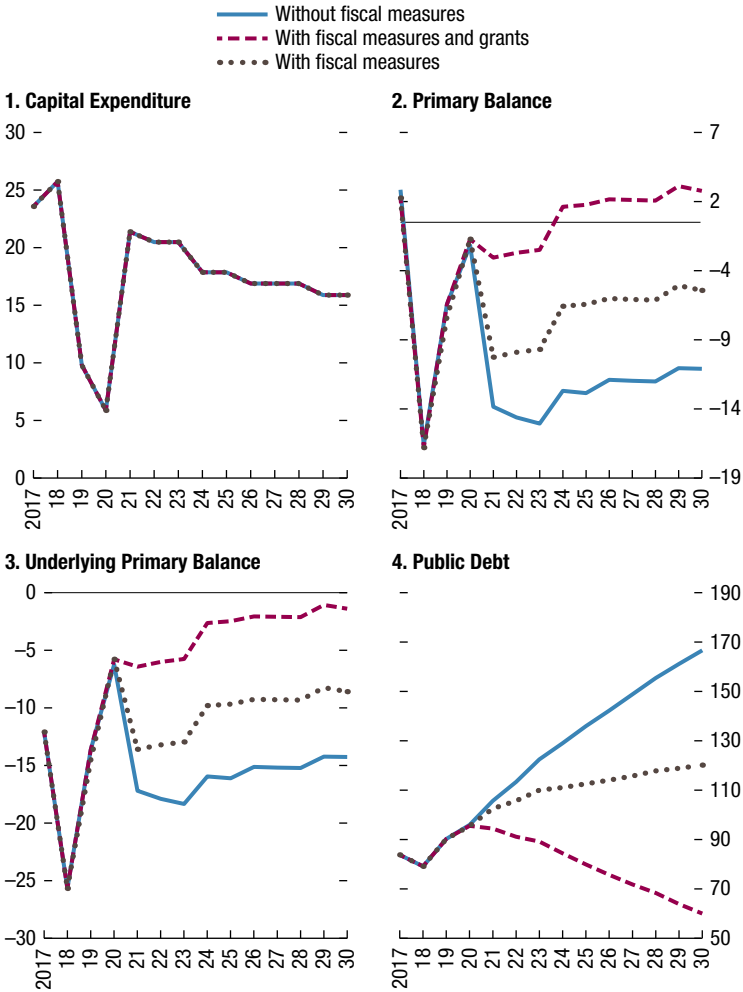 Without fiscal measures
With fiscal measures and grants
With fiscal measures
1. Capital Expenditure
30
25
20
15
10
5
0
2017 18 19 20 21 22 23 24 25 26 27 28 29 30
2. Primary Balance
7
2
–4
–9
–14
–19
2017 18 19 20 21 22 23 24 25 26 27 28 29 30
3. Underlying Primary Balance
0
–5
–10
–15
–20
–25
–30
2017 18 19 20 21 22 23 24 25 26 27 28 29 30
4. Public Debt
190
170
150
130
110
90
70
50
2017 18 19 20 21 22 23 24 25 26 27 28 29 30